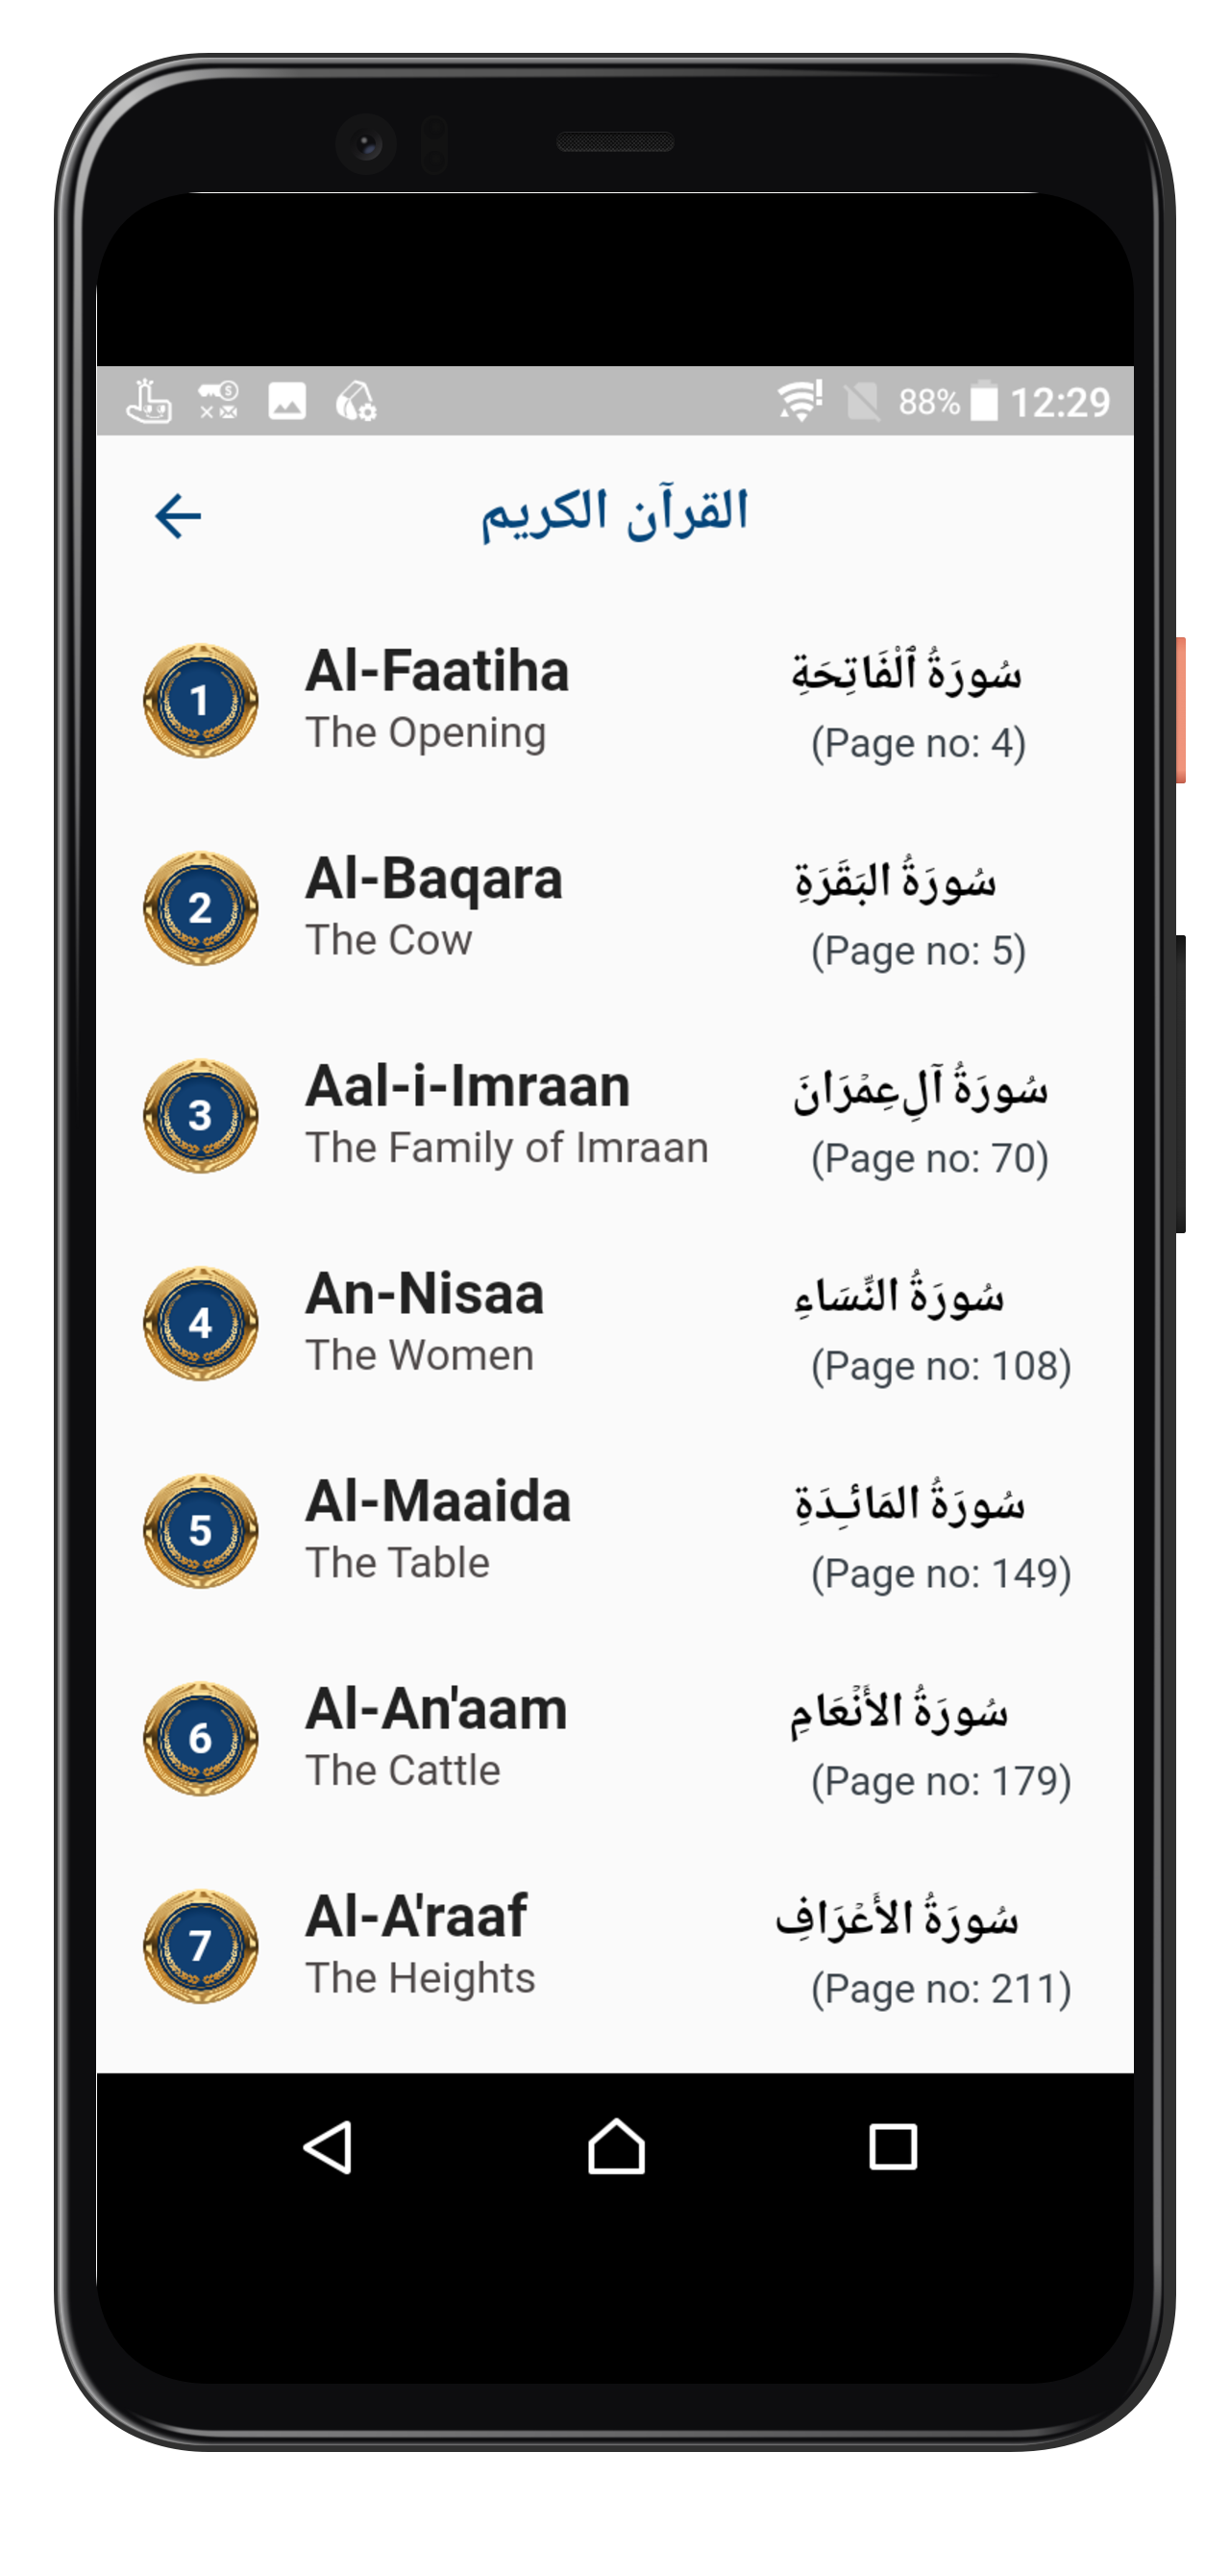 88% 12:29
القرآن الكريم
1
Al-Faatiha
سُورَةُ ٱلْفَاتِحَةِ
The Opening
(Page no: 4)
2
Al-Baqara
سُورَةُ البَقَرَةِ
The Cow
(Page no: 5)
3
Aal-i-Imraan
سُورَةُ آلِ عِمْرَانَ
The Family of Imraan
(Page no: 70)
4
An-Nisaa
سُورَةُ النِّسَاءِ
The Women
(Page no: 108)
5
Al-Maaida
سُورَةُ المَائـِدَةِ
The Table
(Page no: 149)
6
Al-An'aam
سُورَةُ الأَنْعَامِ
The Cattle
(Page no: 179)
7
Al-A'raaf
سُورَةُ الأَعْرَافِ
The Heights
(Page no: 211)